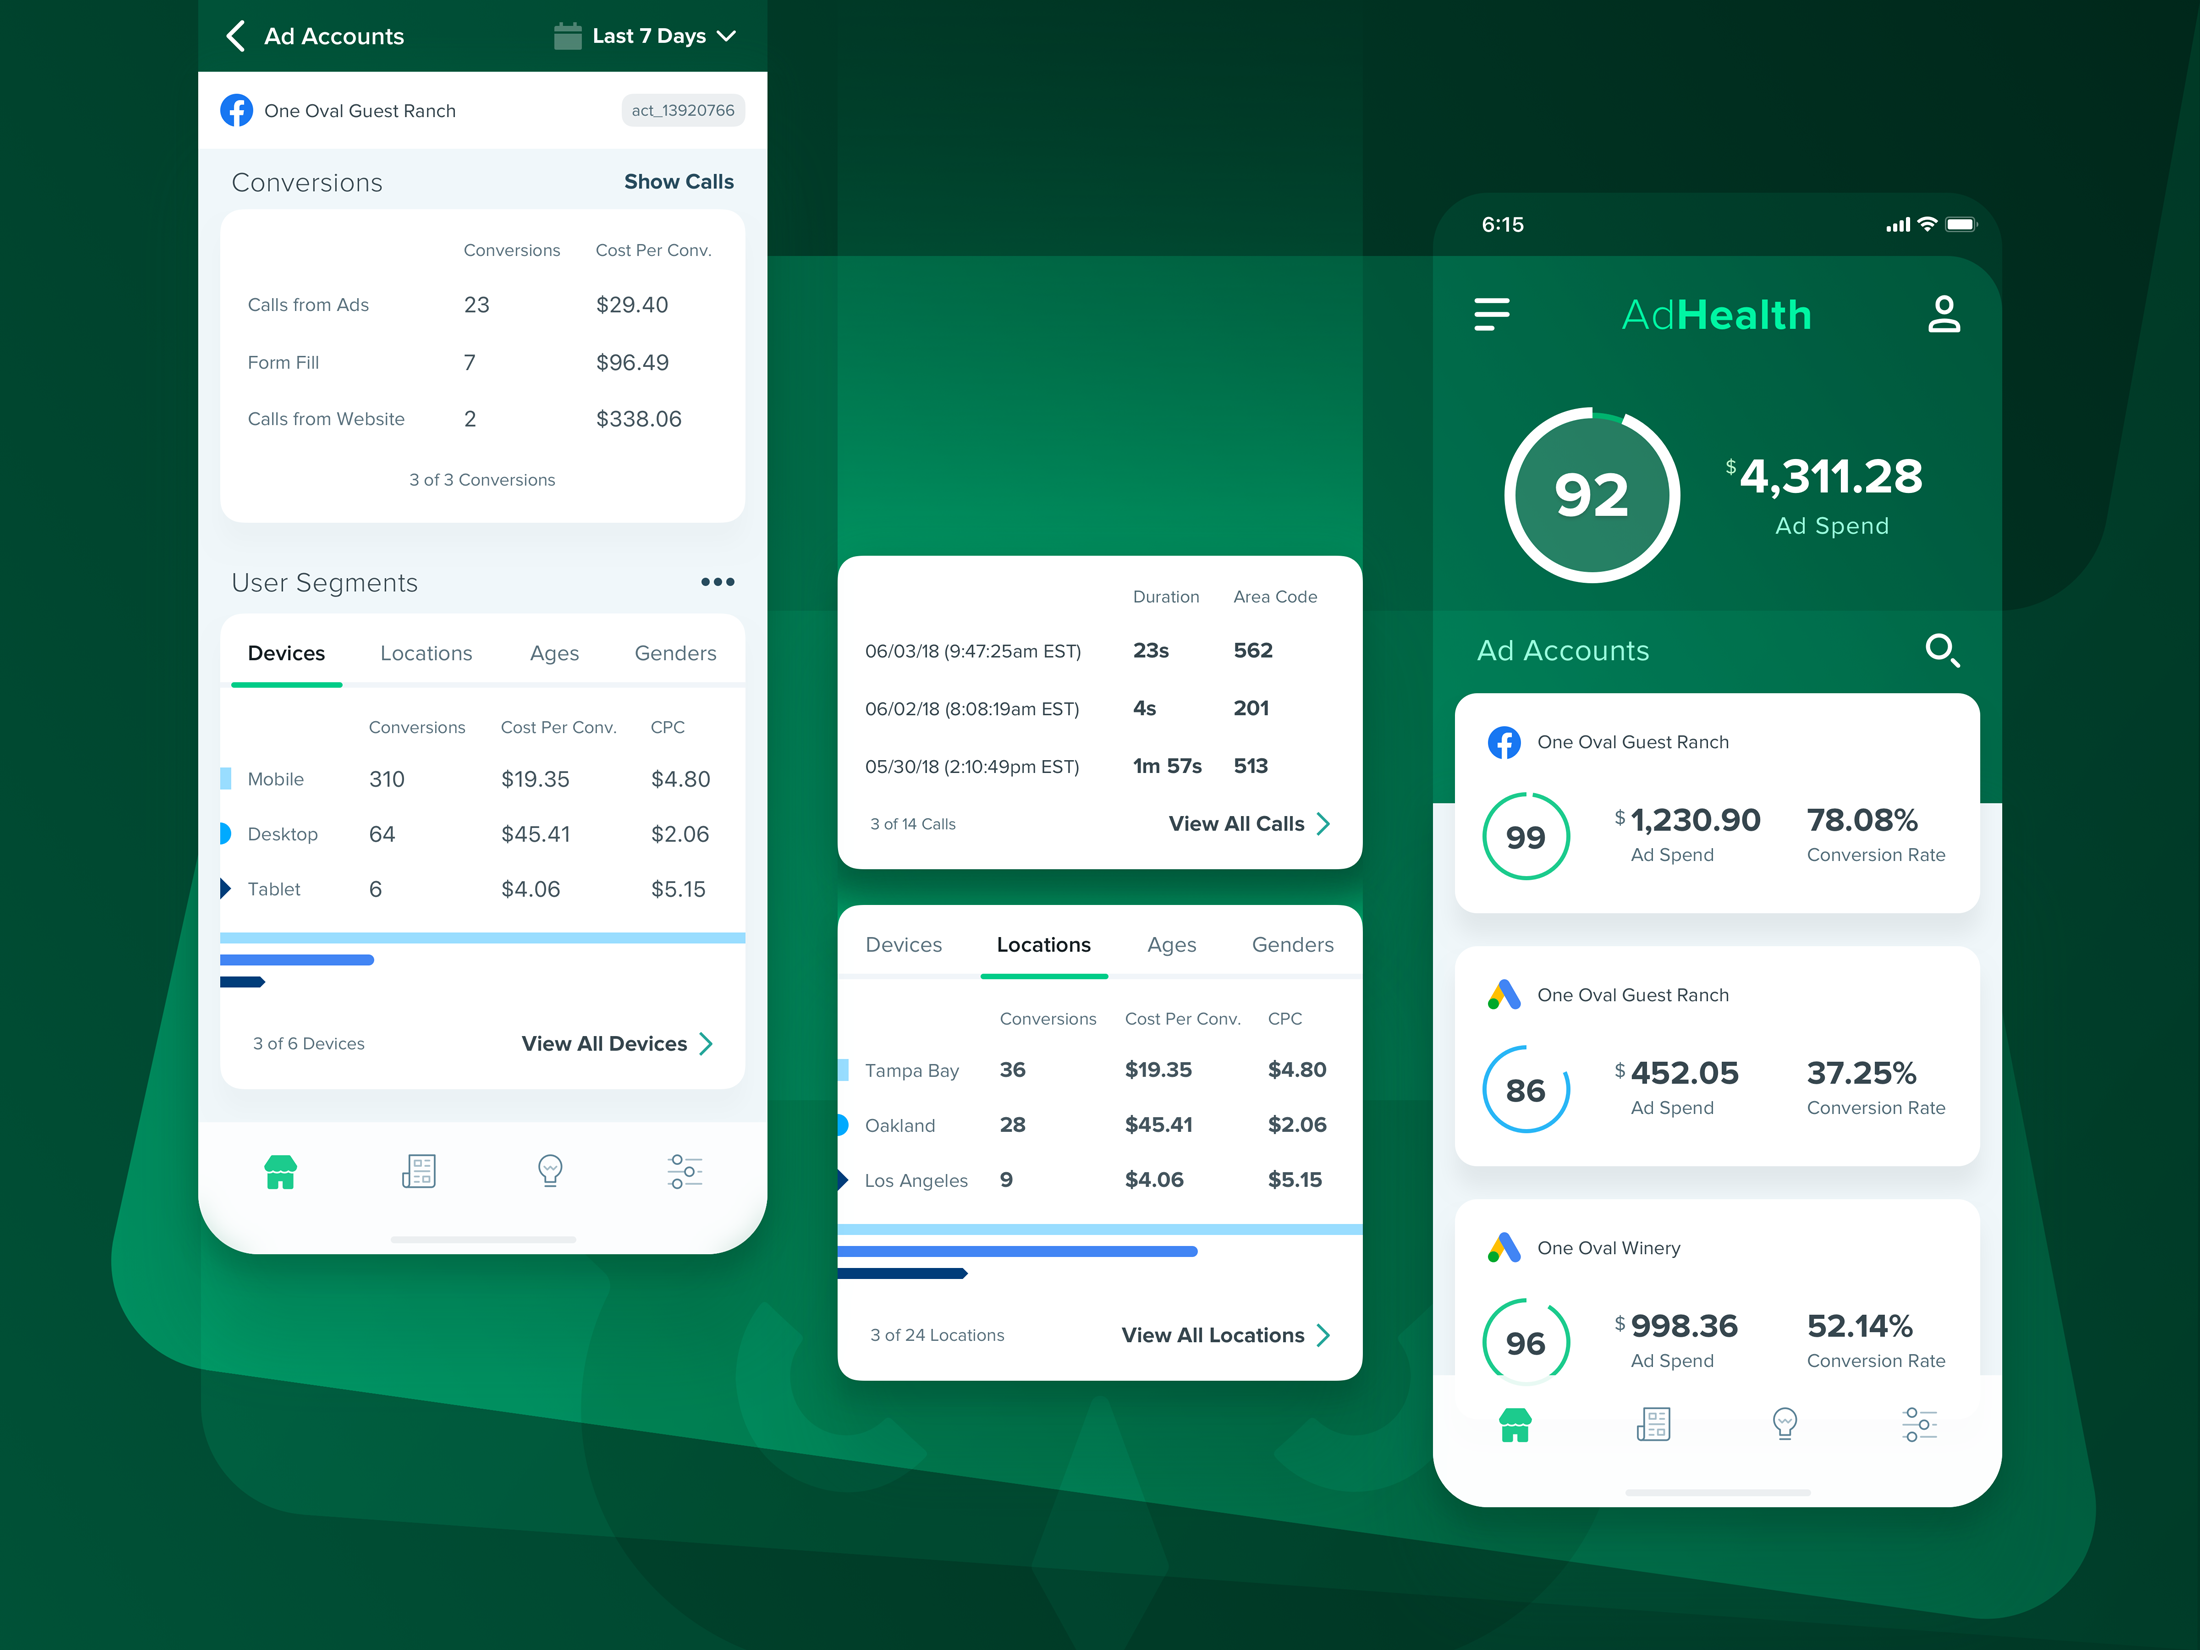 Ad Accounts
Last 7 Days
One Oval Guest Ranch
act_13920766
Conversions
Show Calls
Conversions Cost Per Conv.
Calls from Ads 23 $29.40
Form Fill 7 $96.49
Calls from Website 2 $338.06
3 of 3 Conversions
User Segments
Devices Locations Ages Genders
Conversions Cost Per Conv. CPC
Mobile 310 $19.35 $4.80
Desktop 64 $45.41 $2.06
Tablet 6 $4.06 $5.15
3 of 6 Devices
View All Devices
Duration Area Code
06/03/18 (9:47:25am EST) 23s 562
06/02/18 (8:08:19am EST) 4s 201
05/30/18 (2:10:49pm EST) 1m 57s 513
3 of 14 Calls
View All Calls
Devices Locations Ages Genders
Conversions Cost Per Conv. CPC
Tampa Bay 36 $19.35 $4.80
Oakland 28 $45.41 $2.06
Los Angeles 9 $4.06 $5.15
3 of 24 Locations
View All Locations
6:15
AdHealth
92
$4,311.28
Ad Spend
Ad Accounts
One Oval Guest Ranch
99 $1,230.90 78.08%
Ad Spend Conversion Rate
One Oval Guest Ranch
86 $452.05 37.25%
Ad Spend Conversion Rate
One Oval Winery
96 $998.36 52.14%
Ad Spend Conversion Rate